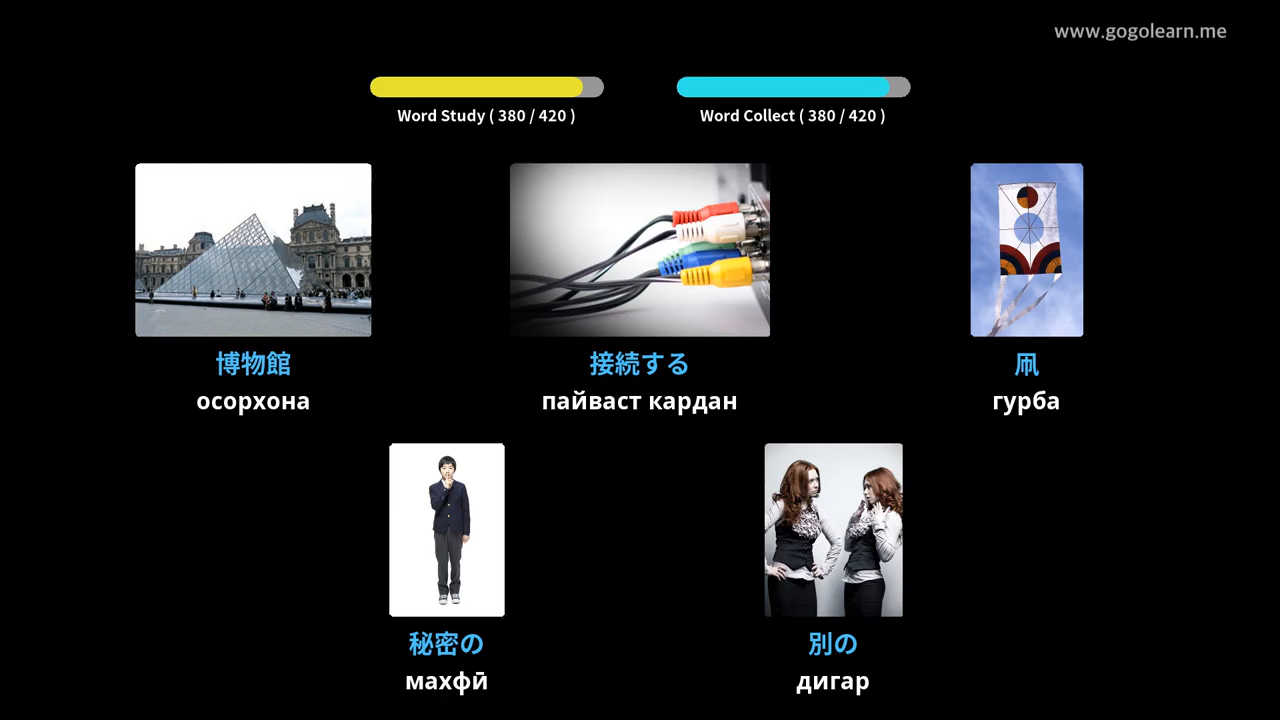 www.gogolearn.me
Word Study ( 380 / 420 )
Word Collect ( 380 / 420 )
博物館
осорхона
接続する
пайваст кардан
凧
гурба
秘密の
махфӣ
別の
дигар